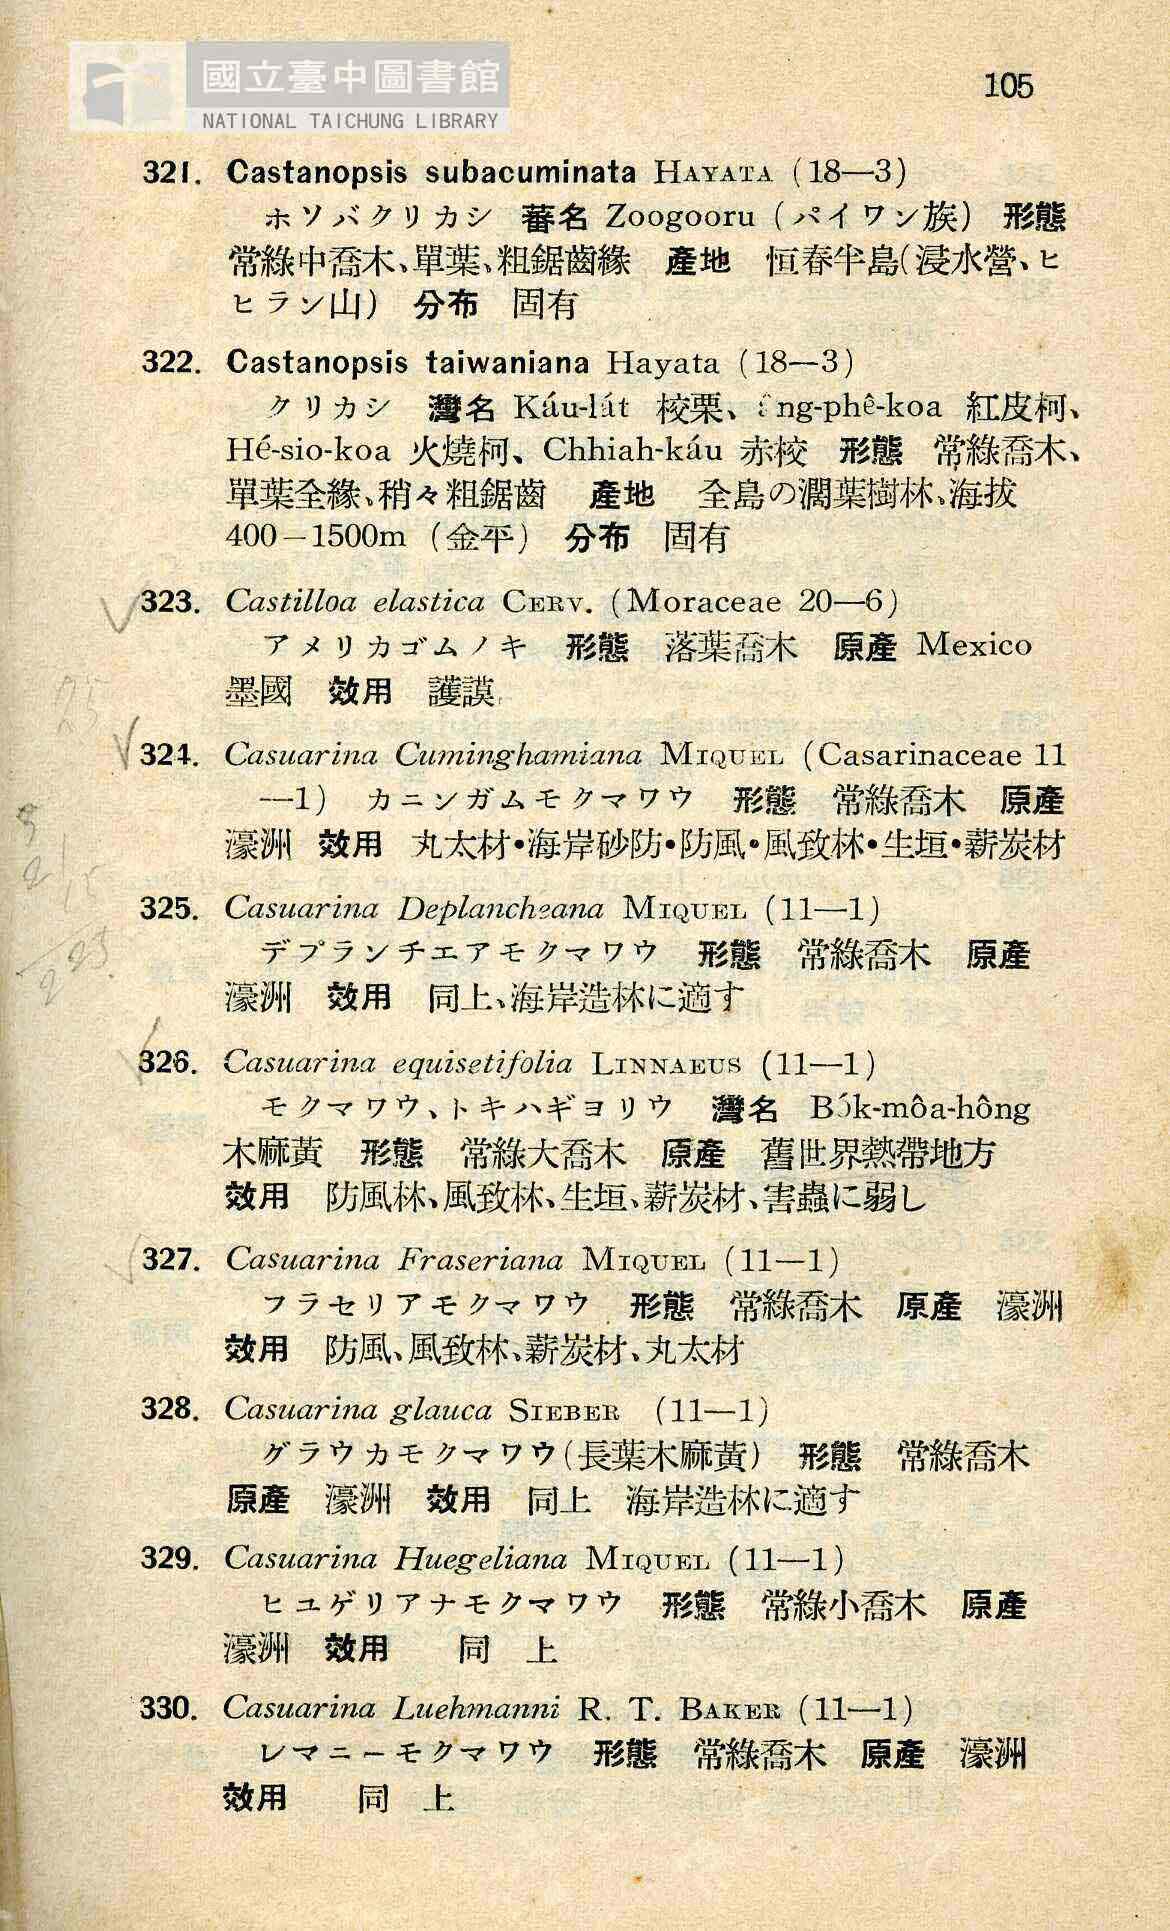 國立臺中圖書館
NATIONAL TAICHUNG LIBRARY
105
321. Castanopsis subacuminata HAYATA (18—3)
ホソバクリカシ 蕃名 Zoogooru (パイワン族) 形態
常綠中喬木、單葉、粗鋸齒緣 產地 恒春半島(浸水營、ヒ
ヒラン山) 分布 固有
322. Castanopsis taiwaniana Hayata (18—3)
クリカシ 灣名 Káu-lát 校栗、 âng-phê-koa 紅皮柯、
Hé-sio-koa 火燒柯、Chhiah-káu 赤校 形態 常綠喬木、
單葉全緣、稍々粗鋸齒 產地 全島の濶葉樹林、海拔
400—1500m (金平) 分布 固有
323. Castilloa elastica CERV. (Moraceae 20—6)
アメリカゴムノキ 形態 落葉喬木 原產 Mexico
墨國 效用 護謨
324. Casuarina Cuminghamiana MIQUEL (Casarinaceae 11
—1) カニンガムモクマワウ 形態 常綠喬木 原產
濠洲 效用 丸太材•海岸砂防•防風•風致林•生垣•薪炭材
325. Casuarina Deplancheana MIQUEL (11—1)
デプランチエアモクマワウ 形態 常綠喬木 原產
濠洲 效用 同上、海岸造林に適す
326. Casuarina equisetifolia LINNAEUS (11—1)
モクマワウ、トキハギヨリウ 灣名 Bók-môa-hông
木麻黃 形態 常綠大喬木 原產 舊世界熱帶地方
效用 防風林、風致林、生垣、薪炭材、害蟲に弱し
327. Casuarina Fraseriana MIQUEL (11—1)
フラセリアモクマワウ 形態 常綠喬木 原產 濠洲
效用 防風、風致林、薪炭材、丸太材
328. Casuarina glauca SIEBER (11—1)
グラウカモクマワウ(長葉木麻黃) 形態 常綠喬木
原產 濠洲 效用 同上 海岸造林に適す
329. Casuarina Huegeliana MIQUEL (11—1)
ヒユゲリアナモクマワウ 形態 常綠小喬木 原產
濠洲 效用 同上
330. Casuarina Luehmanni R. T. BAKER (11—1)
レマニーモクマワウ 形態 常綠喬木 原產 濠洲
效用 同上